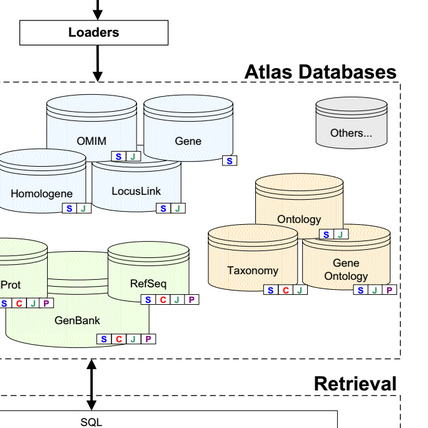 Loaders
Atlas Databases
OMIM
S J
Gene
S
Others...
Homologene
S J
LocusLink
S J
Ontology
S J
Taxonomy
S C J
Gene
Ontology
S J P
Prot
S C J P
RefSeq
S C J P
GenBank
S C J P
Retrieval
SQL